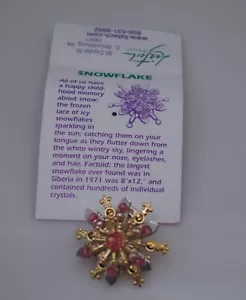 SNOWFLAKE
All of us have
a happy child-
hood memory
about snow:
the frozen
lace of icy
snowflakes
sparkling in
the sun; catching them on your
tongue as they flutter down from
the white wintry sky, lingering a
moment on your nose, eyelashes,
and hair. Factoid: the largest
snowflake ever found was in
Siberia in 1971 was 8"x12," and
contained hundreds of individual
crystals.